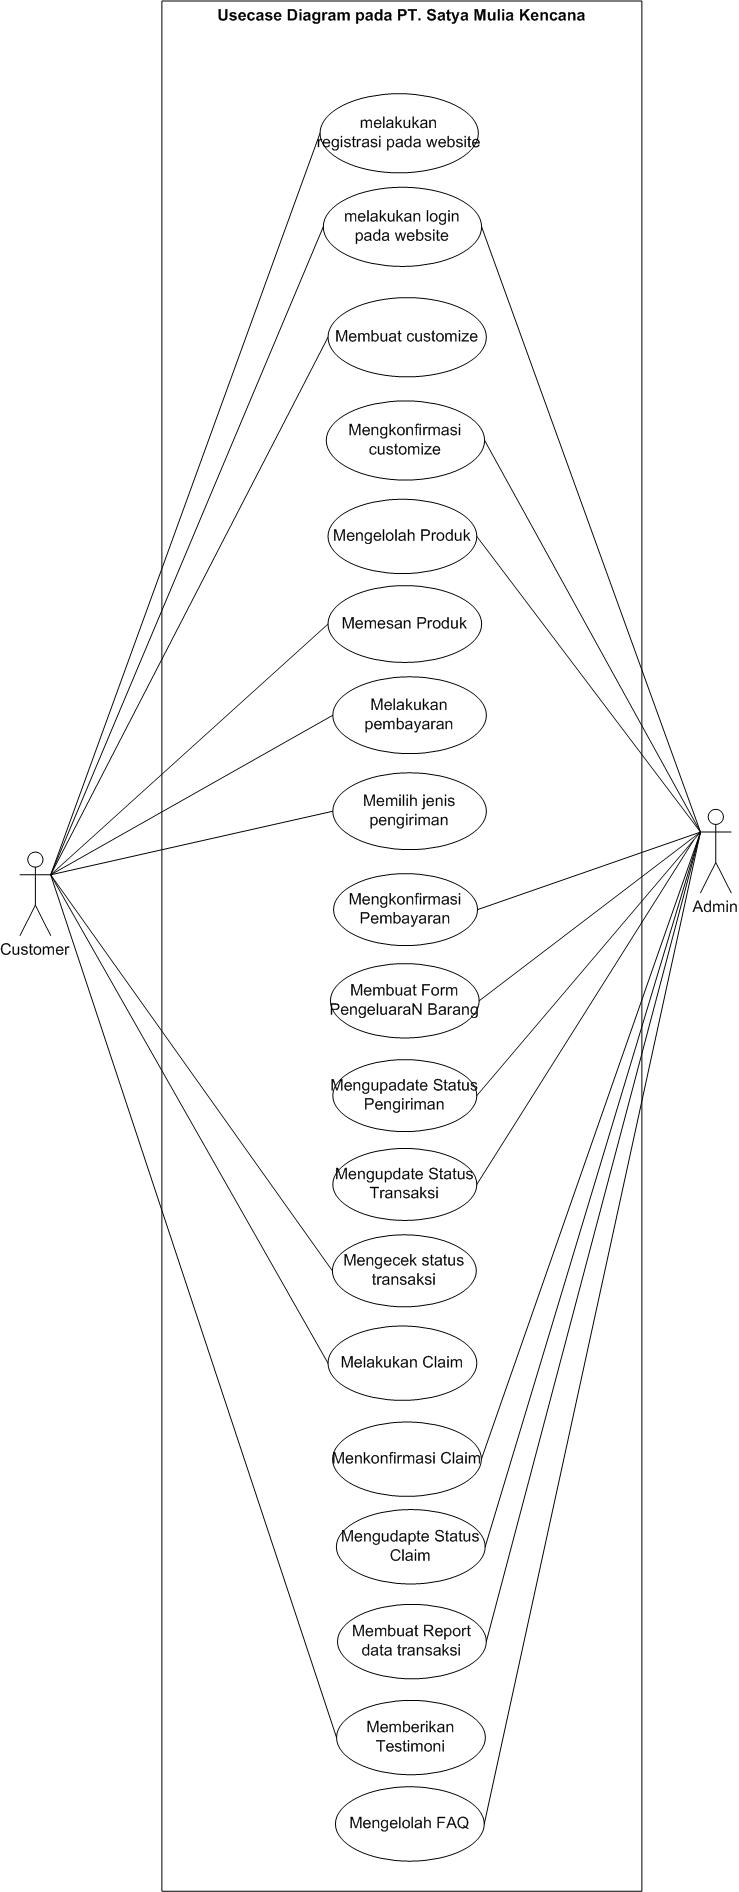 Usecase Diagram pada PT. Satya Mulia Kencana
melakukan
registrasi pada website
melakukan login
pada website
Membuat customize
Mengkonfirmasi
customize
Mengelolah Produk
Memesan Produk
Melakukan
pembayaran
Memilih jenis
pengiriman
Mengkonfirmasi
Pembayaran
Membuat Form
PengeluaraN Barang
Mengupadate Status
Pengiriman
Mengupdate Status
Transaksi
Mengecek status
transaksi
Melakukan Claim
Menkonfirmasi Claim
Mengudapte Status
Claim
Membuat Report
data transaksi
Memberikan
Testimoni
Mengelolah FAQ
Customer
Admin